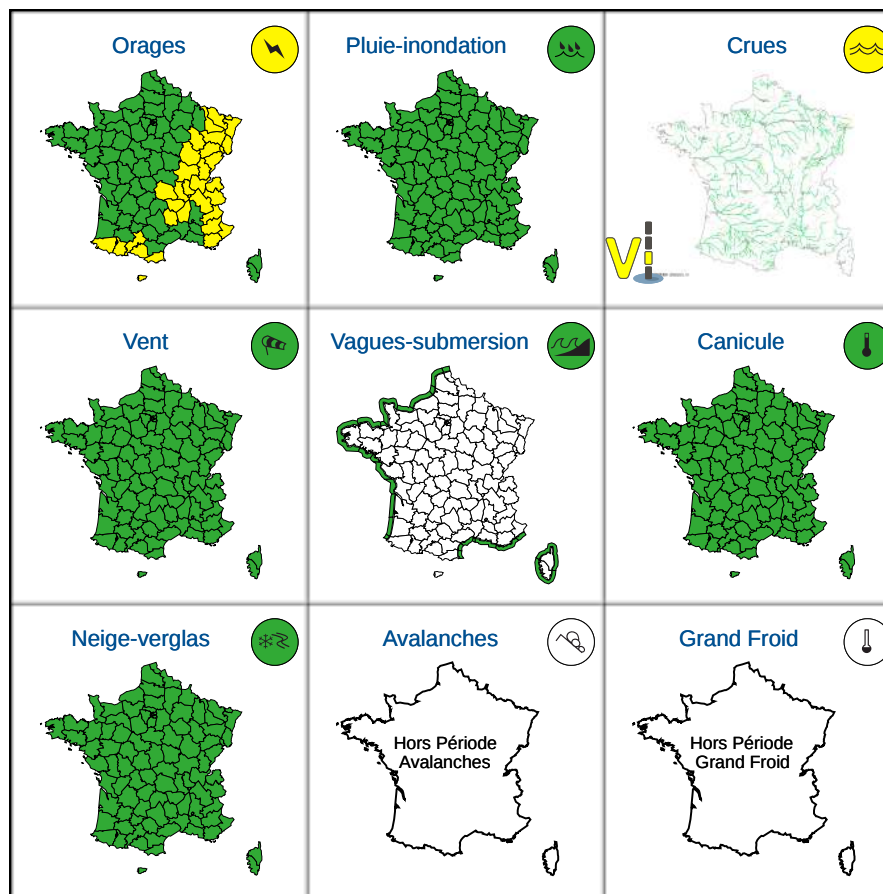 Orages
Pluie-inondation
Crues
Vent
Vagues-submersion
Canicule
Neige-verglas
Avalanches
Hors Période
Avalanches
Grand Froid
Hors Période
Grand Froid